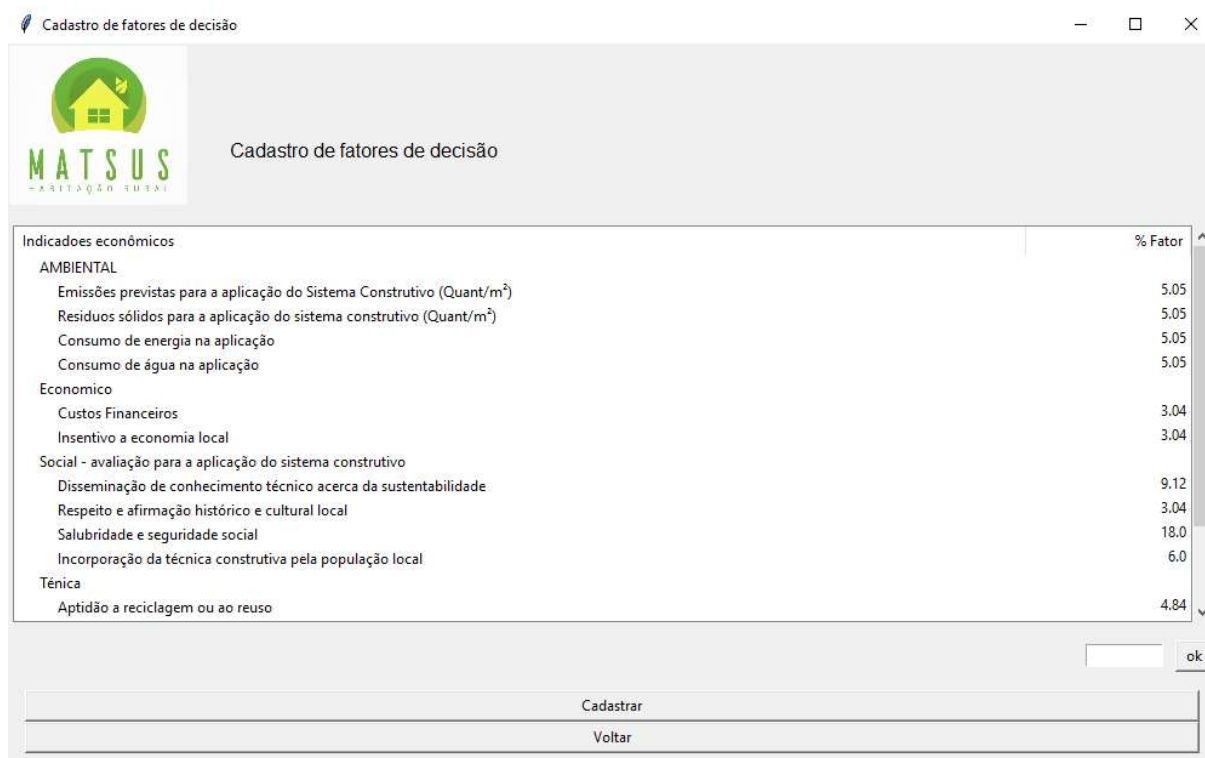 Cadastro de fatores de decisão
MATSUS
HABITAÇÃO RURAL
Cadastro de fatores de decisão
Indicadoes econômicos % Fator
AMBIENTAL
Emissões previstas para a aplicação do Sistema Construtivo (Quant/m²) 5.05
Residuos sólidos para a aplicação do sistema construtivo (Quant/m²) 5.05
Consumo de energia na aplicação 5.05
Consumo de água na aplicação 5.05
Economico
Custos Financeiros 3.04
Insentivo a economia local 3.04
Social - avaliação para a aplicação do sistema construtivo
Disseminação de conhecimento técnico acerca da sustentabilidade 9.12
Respeito e afirmação histórico e cultural local 3.04
Salubridade e seguridade social 18.0
Incorporação da técnica construtiva pela população local 6.0
Ténica
Aptidão a reciclagem ou ao reuso 4.84
ok
Cadastrar
Voltar